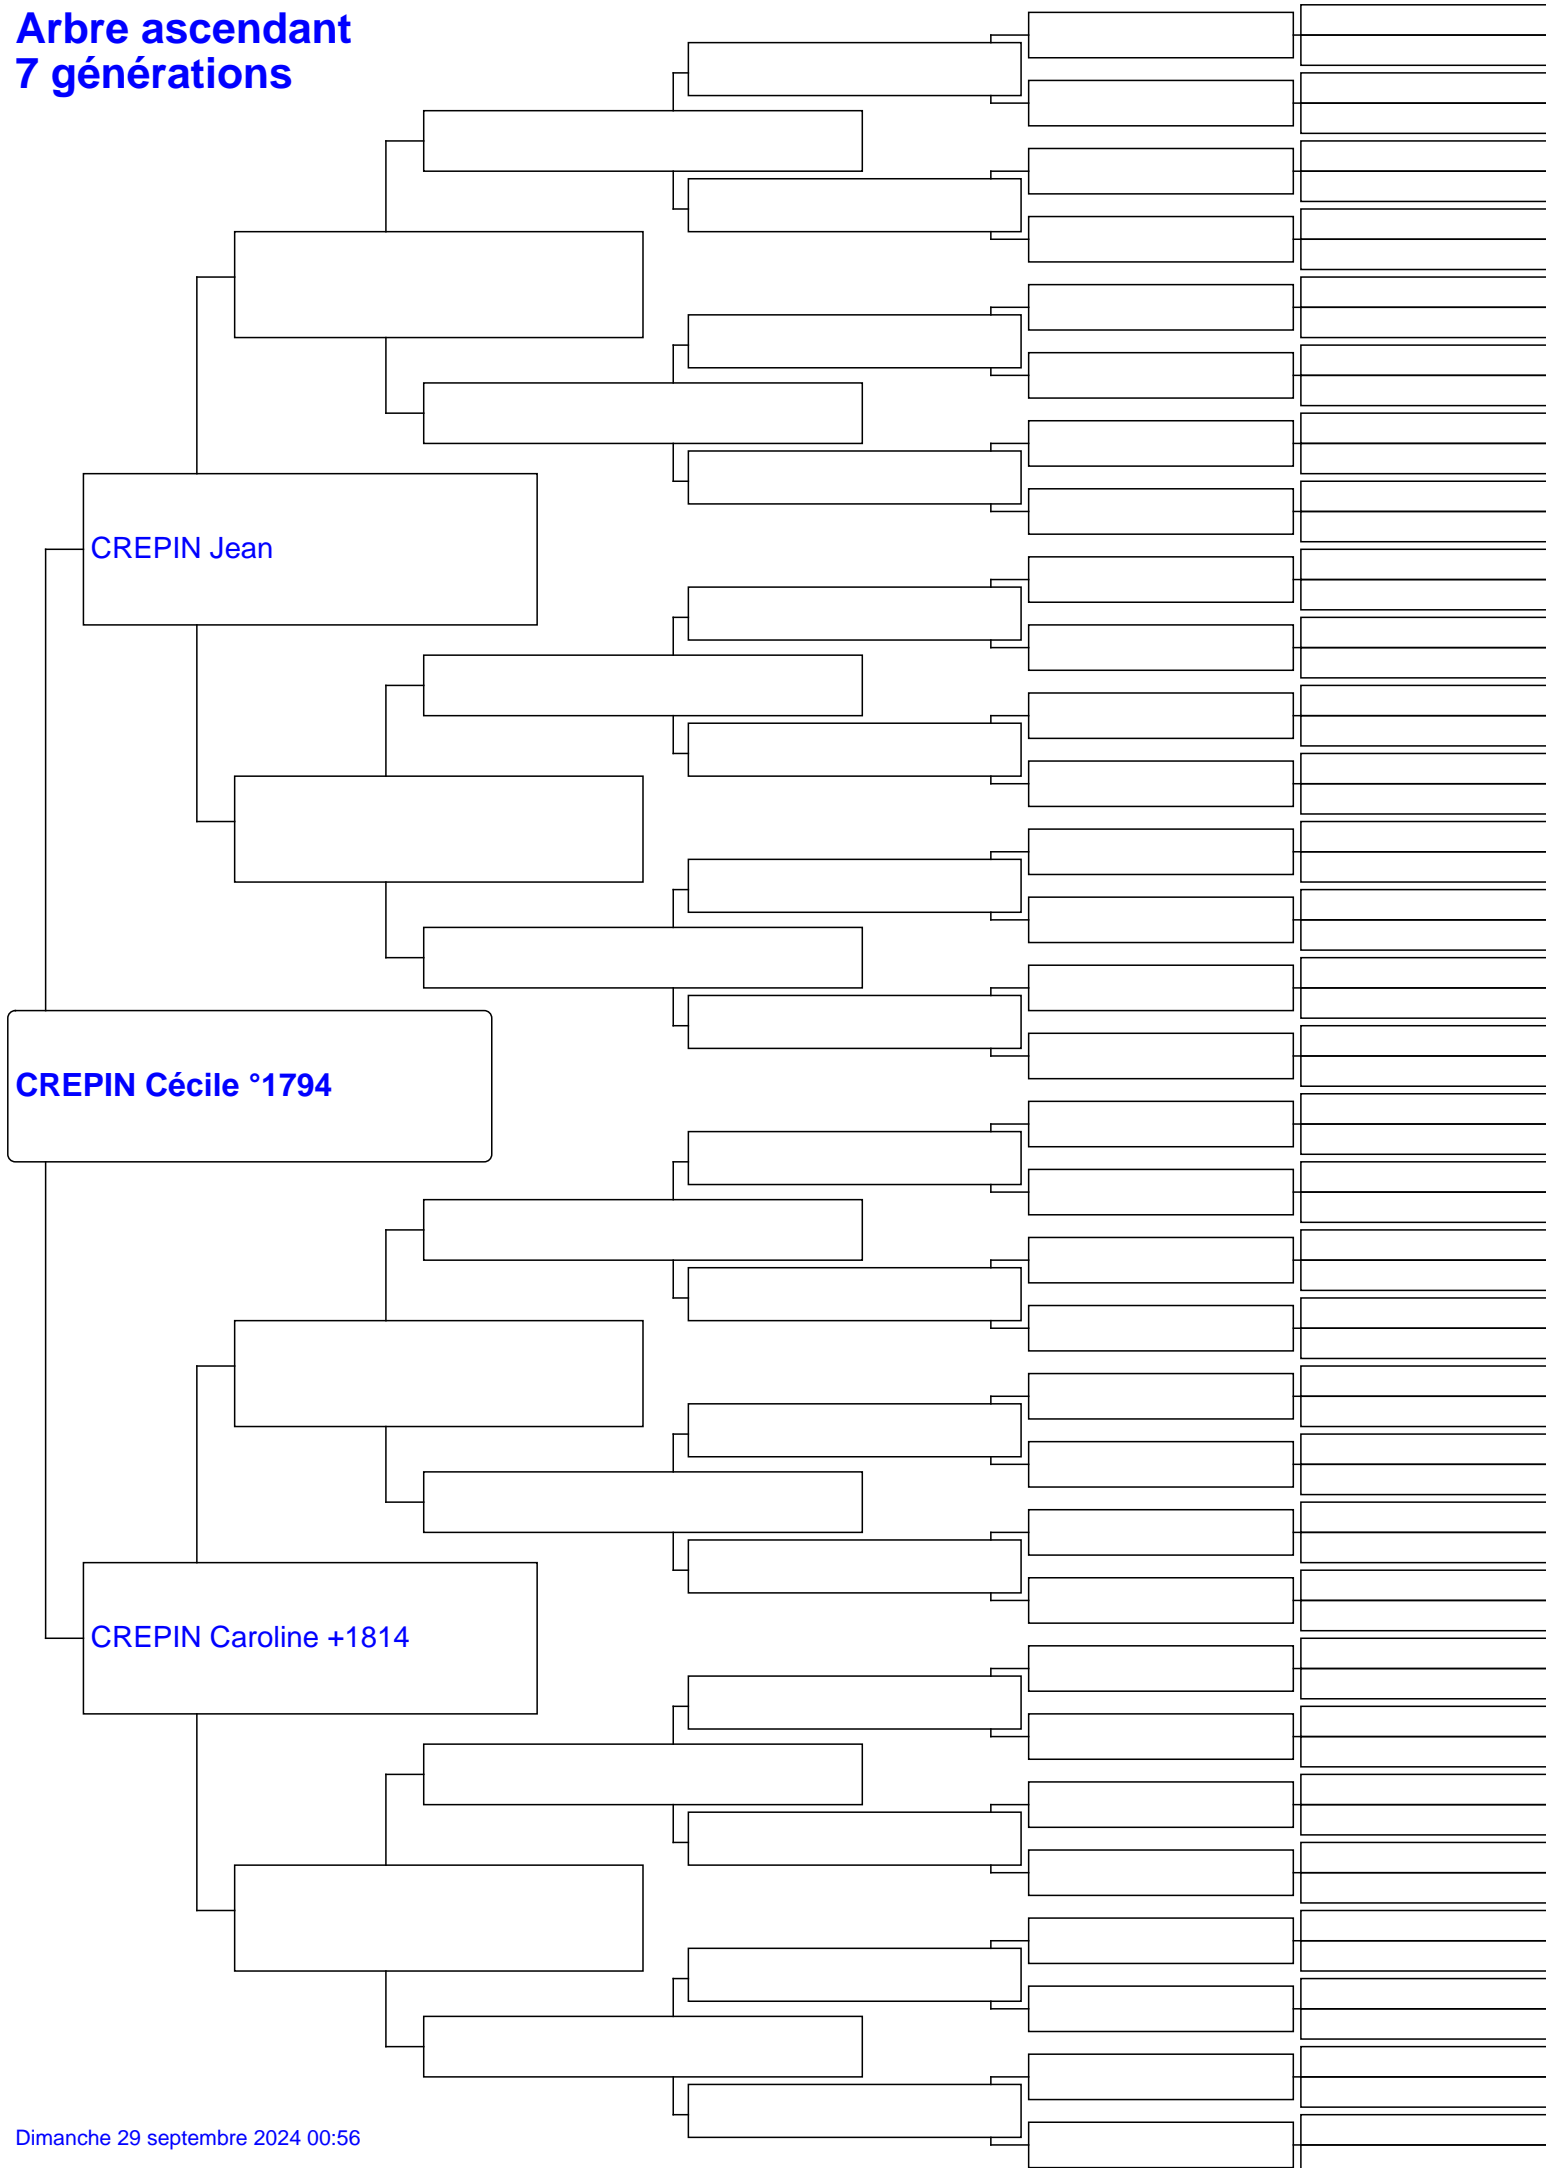 Arbre ascendant
7 générations
CREPIN Jean
CREPIN Cécile °1794
CREPIN Caroline +1814
Dimanche 29 septembre 2024 00:56